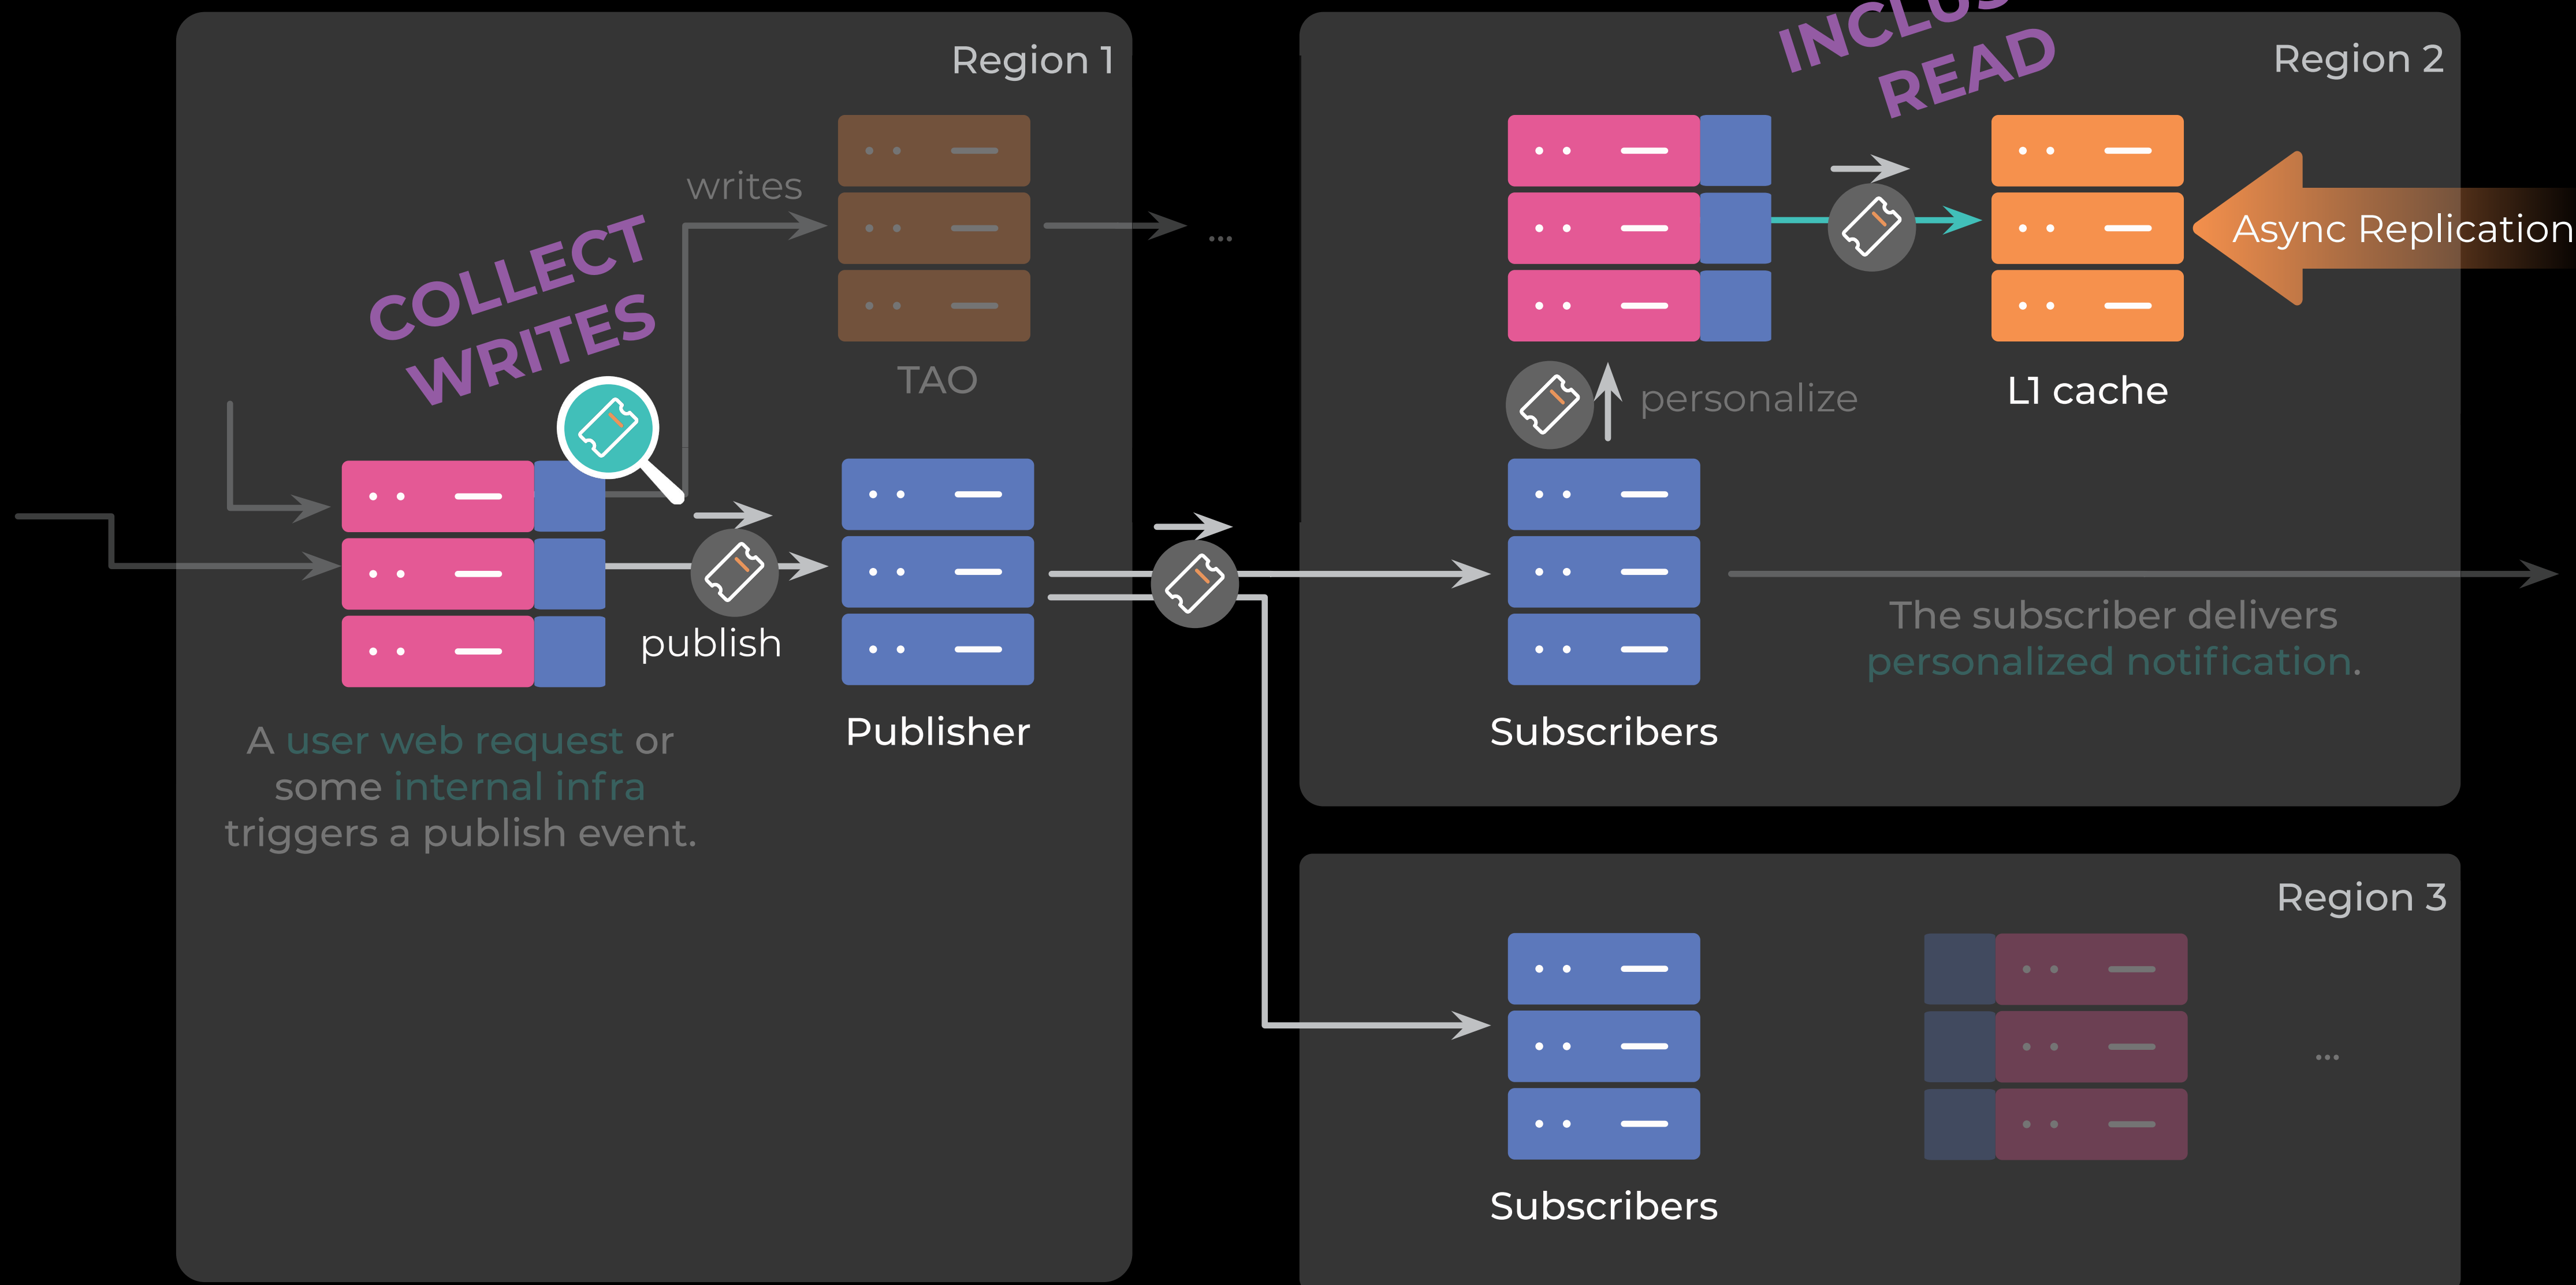 Region 1
writes
COLLECT
WRITES
TAO
...
publish
Publisher
A user web request or
some internal infra
triggers a publish event.
READ
Region 2
Async Replication
L1 cache
personalize
Subscribers
The subscriber delivers
personalized notification.
Region 3
Subscribers
...